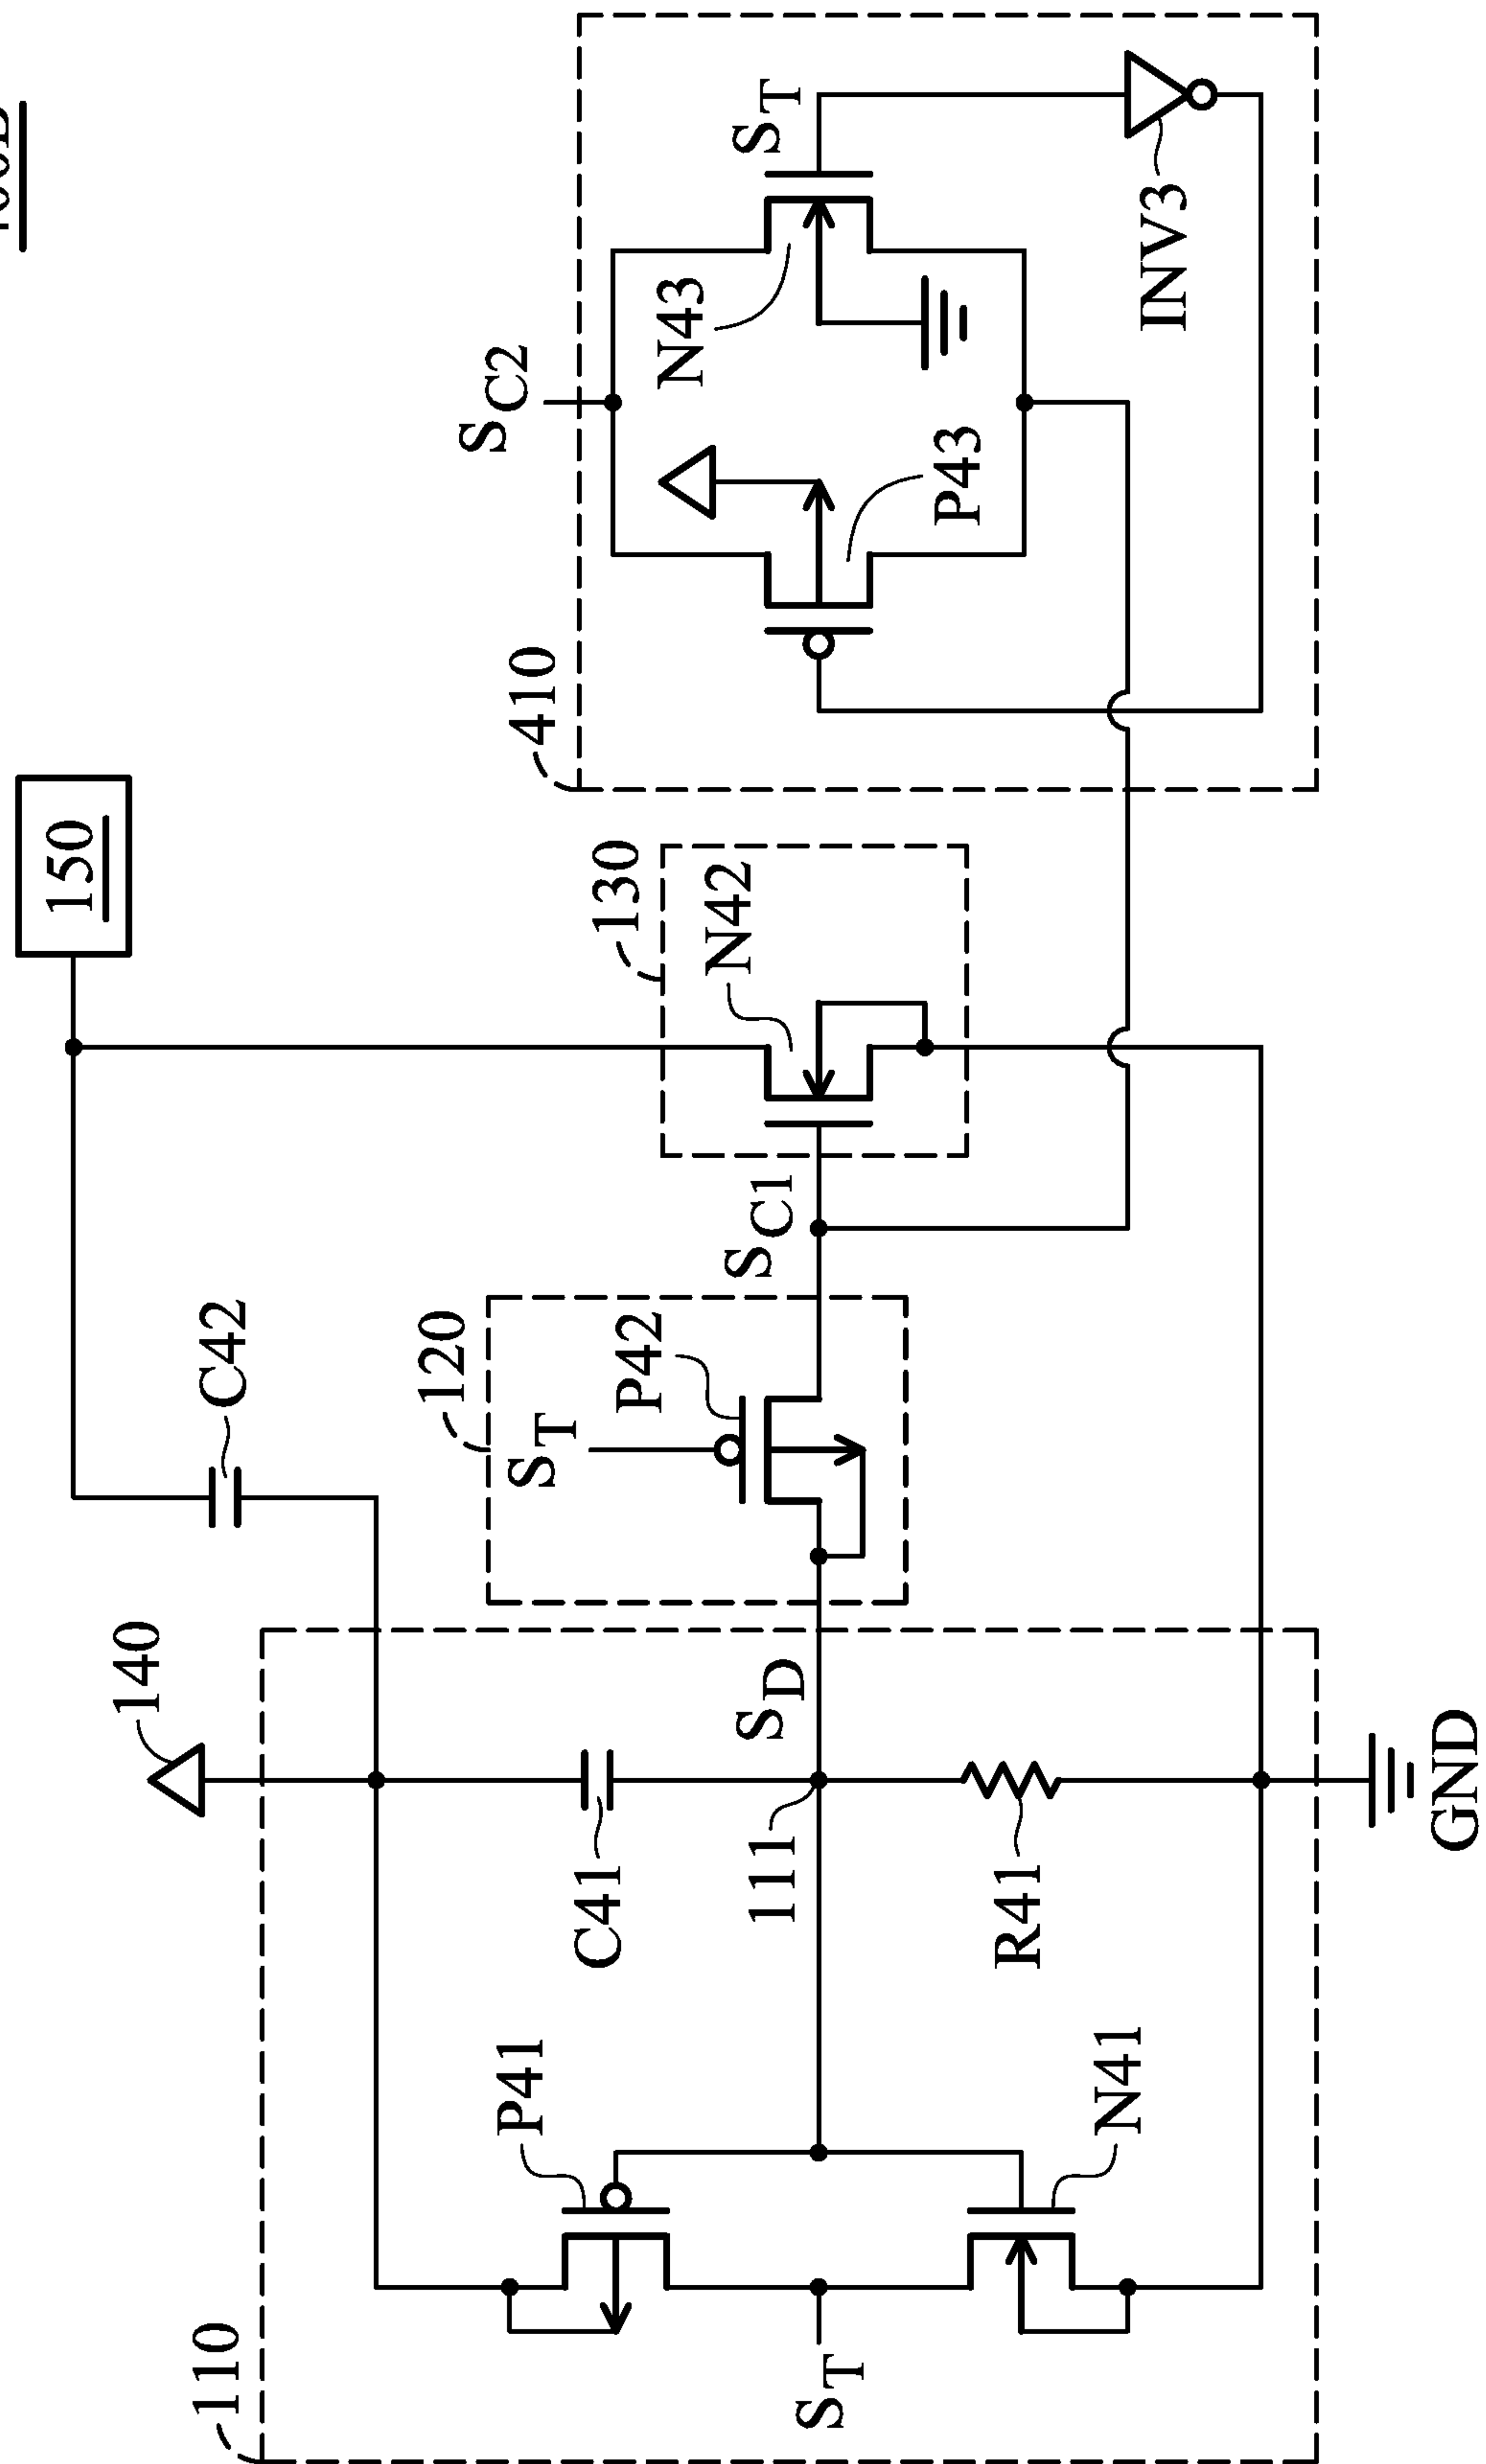 150
140
C42
110
120
130
410
S_C2
P41
C41
S_T
P42
N42
N43
S_T
S_D
S_C1
111
P43
S_T
R41
N41
INV3
GND